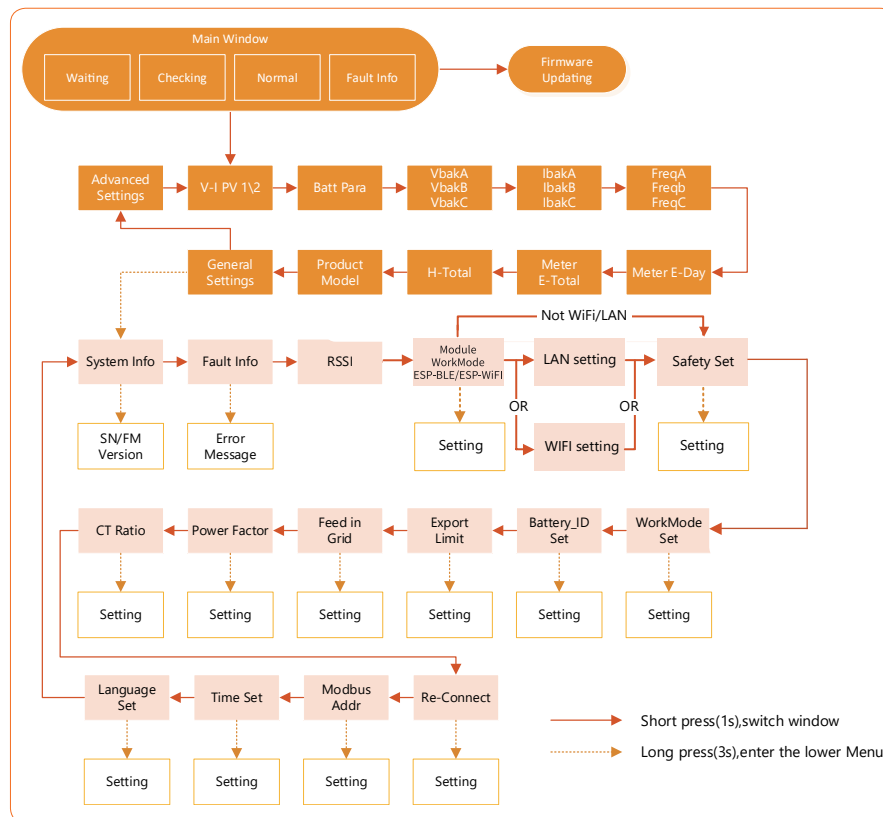 Main Window
Waiting
Checking
Normal
Fault Info
Firmware
Updating
Advanced
Settings
V-I PV 1\2
Batt Para
VbakA
VbakB
VbakC
IbakA
IbakB
IbakC
FreqA
Freqb
FreqC
General
Settings
Product
Model
H-Total
Meter
E-Total
Meter E-Day
Not WiFi/LAN
System Info
Fault Info
RSSI
Module
WorkMode
ESP-BLE/ESP-WiFI
LAN setting
Safety Set
OR
OR
SN/FM
Version
Error
Message
Setting
WIFI setting
Setting
CT Ratio
Power Factor
Feed in
Grid
Export
Limit
Battery_ID
Set
WorkMode
Set
Setting
Setting
Setting
Setting
Setting
Setting
Language
Set
Time Set
Modbus
Addr
Re-Connect
Short press(1s),switch window
Long press(3s),enter the lower Menu
Setting
Setting
Setting
Setting